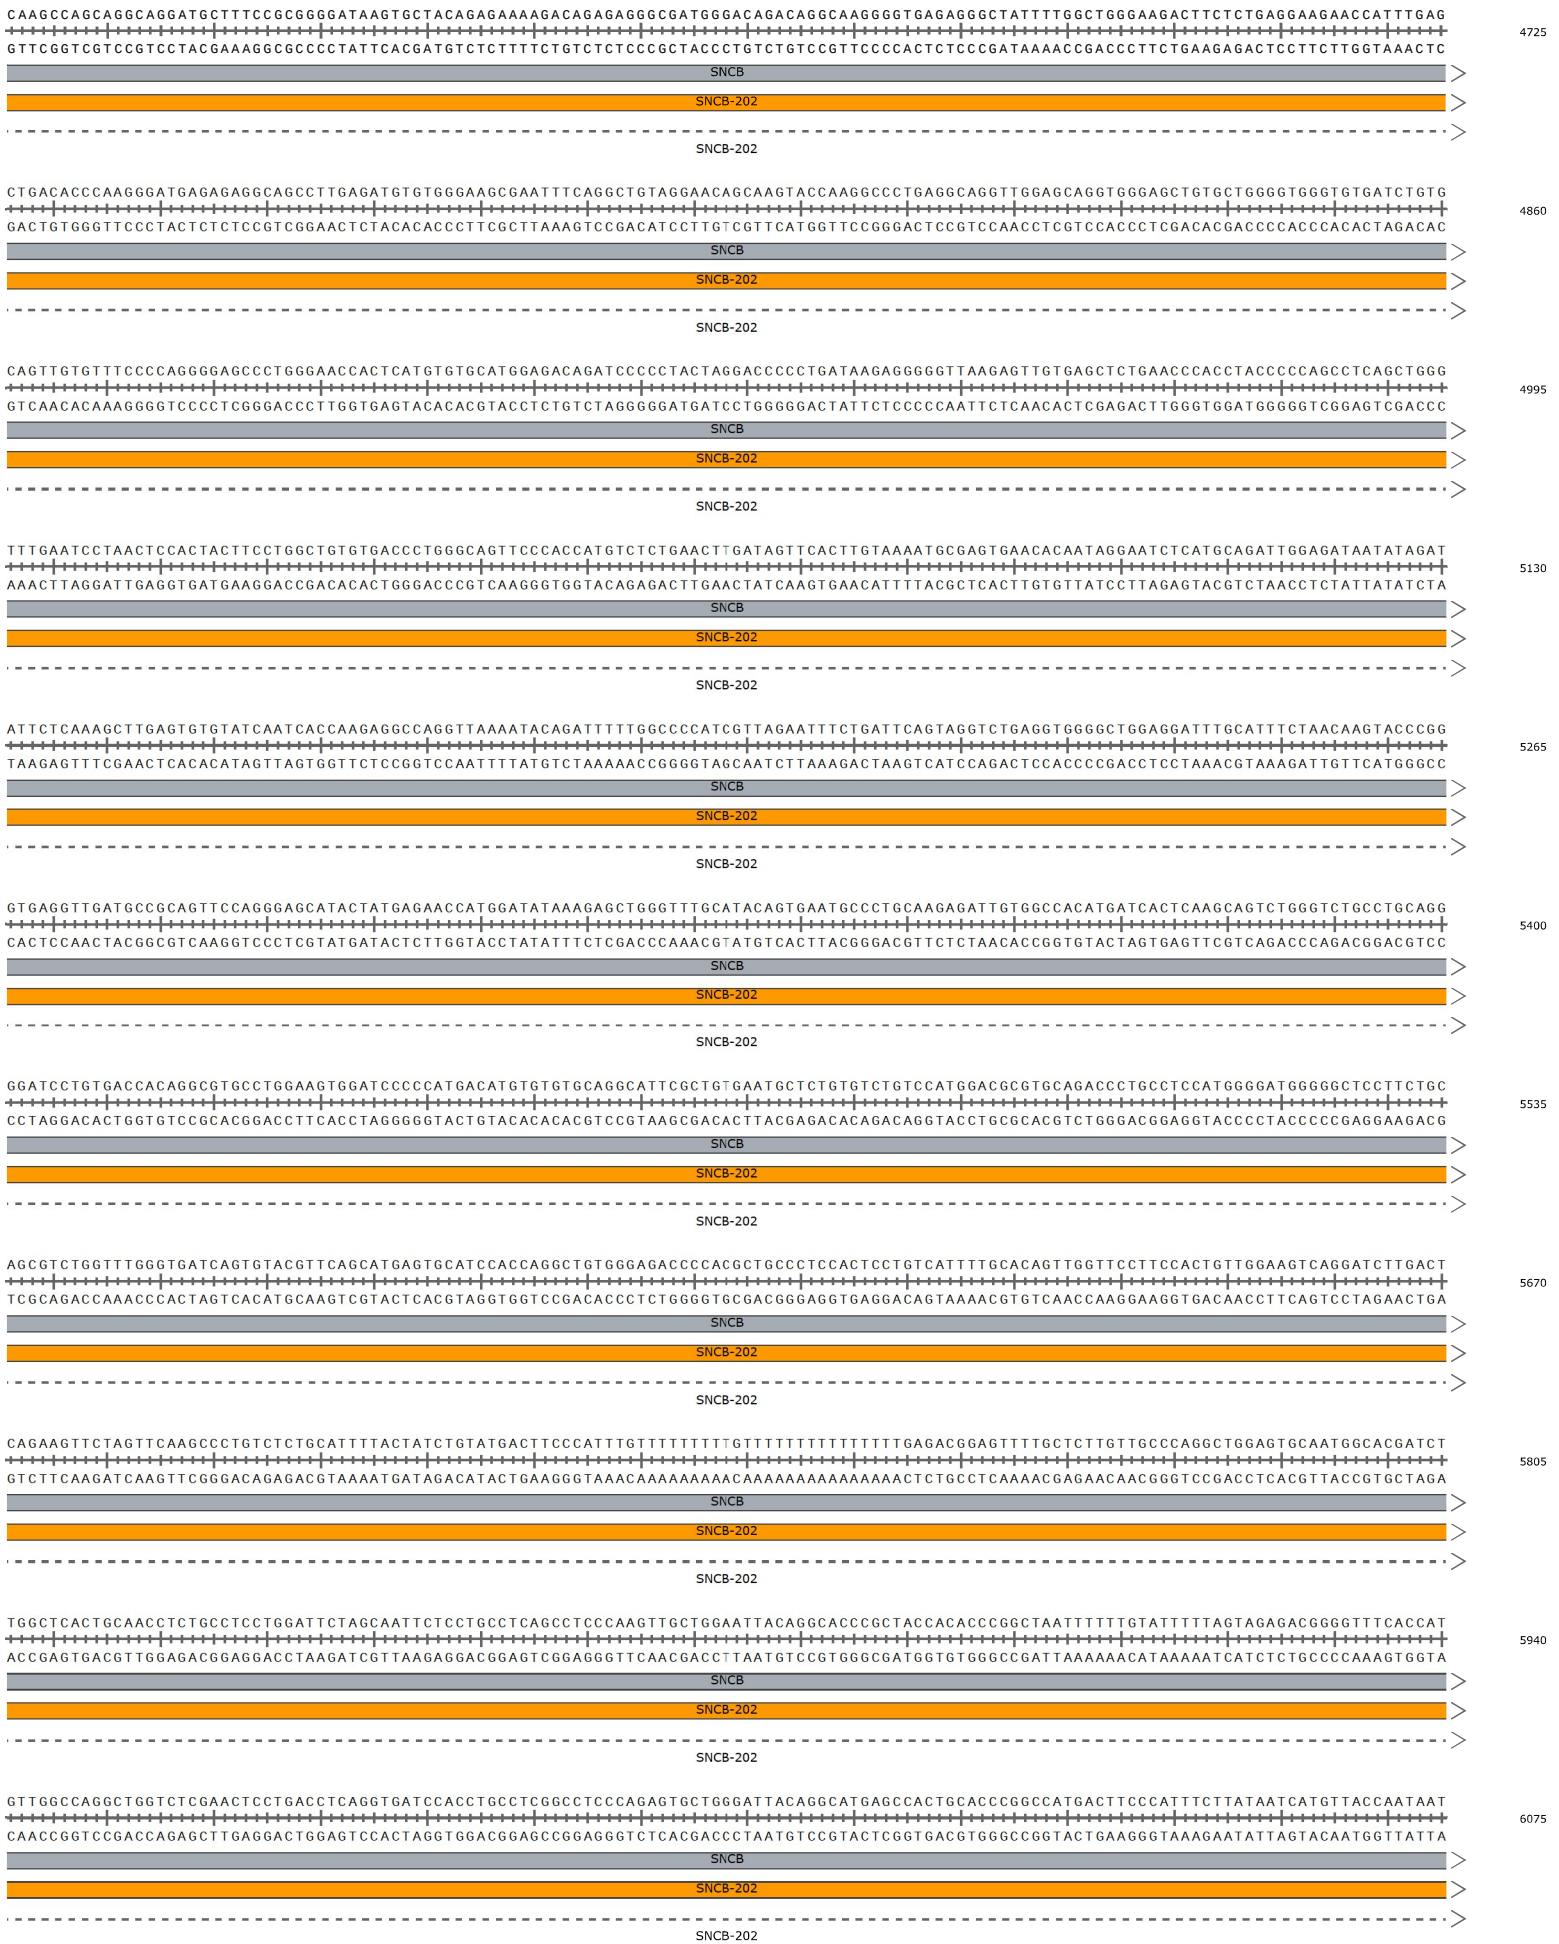 CAAGCCAGCAGGCAGGATGCTTTCCGCGGGGATAAGTGCTACAGAGAAAAGACAGAGAGGGCGATGGGACAGACAGGCAAGGGGTGAGAGGGCTATTTTGGCTGGGAAGACTTCTCTGAGGAAGAACCATTTGAG
4725
GTTCGGTCGTCCGTCCTACGAAAGGCGCCCCTATTCACGATGTCTCTTTTCTGTCTCTCCCGCTACCCTGTCTGTCCGTTCCCCACTCTCCCGATAAAACCGACCCTTCTGAAGAGACTCCTTCTTGGTAAACTC
SNCB
SNCB-202
SNCB-202
CTGACACCCAAGGGATGAGAGAGGCAGCCTTGAGATGTGTGGGAAGCGAATTTCAGGCTGTAGGAACAGCAAGTACCAAGGCCCTGAGGCAGGTTGGAGCAGGTGGGAGCTGTGCTGGGGTGGGTGTGATCTGTG
4860
GACTGTGGGTTCCCTACTCTCTCCGTCGGAACTCTACACACCCTTCGCTTAAAGTCCGACATCCTTGTCGTTCATGGTTCCGGGACTCCGTCCAACCTCGTCCACCCTCGACACGACCCCACCCACACTAGACAC
SNCB
SNCB-202
SNCB-202
CAGTTGTGTTTCCCCAGGGGAGCCCTGGGAACCACTCATGTGTGCATGGAGACAGATCCCCCTACTAGGACCCCCTGATAAGAGGGGGTTAAGAGTTGTGAGCTCTGAACCCACCTACCCCCAGCCTCAGCTGGG
4995
GTCAACACAAAGGGGTCCCCTCGGGACCCTTGGTGAGTACACACGTACCTCTGTCTAGGGGGATGATCCTGGGGGACTATTCTCCCCCAATTCTCAACACTCGAGACTTGGGTGGATGGGGGTCGGAGTCGACCC
SNCB
SNCB-202
SNCB-202
TTTGAATCCTAACTCCACTACTTCCTGGCTGTGTGACCCTGGGCAGTTCCCACCATGTCTCTGAACTTGATAGTTCACTTGTAAAATGCGAGTGAACACAATAGGAATCTCATGCAGATTGGAGATAATATAGAT
5130
AAACTTAGGATTGAGGTGATGAAGGACCGACACACTGGGACCCGTCAAGGGTGGTACAGAGACTTGAACTATCAAGTGAACATTTTACGCTCACTTGTGTTATCCTTAGAGTACGTCTAACCTCTATTATATCTA
SNCB
SNCB-202
SNCB-202
ATTCTCAAAGCTTGAGTGTGTATCAATCACCAAGAGGCCAGGTTAAAATACAGATTTTTGGCCCCATCGTTAGAATTTCTGATTCAGTAGGTCTGAGGTGGGGCTGGAGGATTTGCATTTCTAACAAGTACCCGG
5265
TAAGAGTTTCGAACTCACACATAGTTAGTGGTTCTCCGGTCCAATTTTATGTCTAAAAACCGGGGTAGCAATCTTAAAGACTAAGTCATCCAGACTCCACCCCGACCTCCTAAACGTAAAGATTGTTCATGGGCC
SNCB
SNCB-202
SNCB-202
GTGAGGTTGATGCCGCAGTTCCAGGGAGCATACTATGAGAACCATGGATATAAAGAGCTGGGTTTGCATACAGTGAATGCCCTGCAAGAGATTGTGGCCACATGATCACTCAAGCAGTCTGGGTCTGCCTGCAGG
5400
CACTCCAACTACGGCGTCAAGGTCCCTCGTATGATACTCTTGGTACCTATATTTCTCGACCCAAACGTATGTCACTTACGGGACGTTCTCTAACACCGGTGTACTAGTGAGTTCGTCAGACCCAGACGGACGTCC
SNCB
SNCB-202
SNCB-202
GGATCCTGTGACCACAGGCGTGCCTGGAAGTGGATCCCCCATGACATGTGTGTGCAGGCATTCGCTGTGAATGCTCTGTGTCTGTCCATGGACGCGTGCAGACCCTGCCTCCATGGGGATGGGGGCTCCTTCTGC
5535
CCTAGGACACTGGTGTCCGCACGGACCTTCACCTAGGGGGTACTGTACACACACGTCCGTAAGCGACACTTACGAGACACAGACAGGTACCTGCGCACGTCTGGGACGGAGGTACCCCTACCCCCGAGGAAGACG
SNCB
SNCB-202
SNCB-202
AGCGTCTGGTTTGGGTGATCAGTGTACGTTCAGCATGAGTGCATCCACCAGGCTGTGGGAGACCCCACGCTGCCCTCCACTCCTGTCATTTTGCACAGTTGGTTCCTTCCACTGTTGGAAGTCAGGATCTTGACT
5670
TCGCAGACCAAACCCACTAGTCACATGCAAGTCGTACTCACGTAGGTGGTCCGACACCCTCTGGGGTGCGACGGGAGGTGAGGACAGTAAAACGTGTCAACCAAGGAAGGTGACAACCTTCAGTCCTAGAACTGA
SNCB
SNCB-202
SNCB-202
CAGAAGTTCTAGTTCAAGCCCTGTCTCTGCATTTTACTATCTGTATGACTTCCCATTTGTTTTTTTTTGTTTTTTTTTTTTTTTGAGACGGAGTTTTGCTCTTGTTGCCCAGGCTGGAGTGCAATGGCACGATCT
5805
GTCTTCAAGATCAAGTTCGGGACAGAGACGTAAAATGATAGACATACTGAAGGGTAAACAAAAAAAAACAAAAAAAAAAAAAAACTCTGCCTCAAAACGAGAACAACGGGTCCGACCTCACGTTACCGTGCTAGA
SNCB
SNCB-202
SNCB-202
TGGCTCACTGCAACCTCTGCCTCCTGGATTCTAGCAATTCTCCTGCCTCAGCCTCCCAAGTTGCTGGAATTACAGGCACCCGCTACCACACCCGGCTAATTTTTTGTATTTTTAGTAGAGACGGGGTTTCACCAT
5940
ACCGAGTGACGTTGGAGACGGAGGACCTAAGATCGTTAAGAGGACGGAGTCGGAGGGTTCAACGACCTTAATGTCCGTGGGCGATGGTGTGGGCCGATTAAAAAACATAAAAATCATCTCTGCCCCAAAGTGGTA
SNCB
SNCB-202
SNCB-202
GTTGGCCAGGCTGGTCTCGAACTCCTGACCTCAGGTGATCCACCTGCCTCGGCCTCCCAGAGTGCTGGGATTACAGGCATGAGCCACTGCACCCGGCCATGACTTCCCATTTCTTATAATCATGTTACCAATAAT
6075
CAACCGGTCCGACCAGAGCTTGAGGACTGGAGTCCACTAGGTGGACGGAGCCGGAGGGTCTCACGACCCTAATGTCCGTACTCGGTGACGTGGGCCGGTACTGAAGGGTAAAGAATATTAGTACAATGGTTATTA
SNCB
SNCB-202
SNCB-202